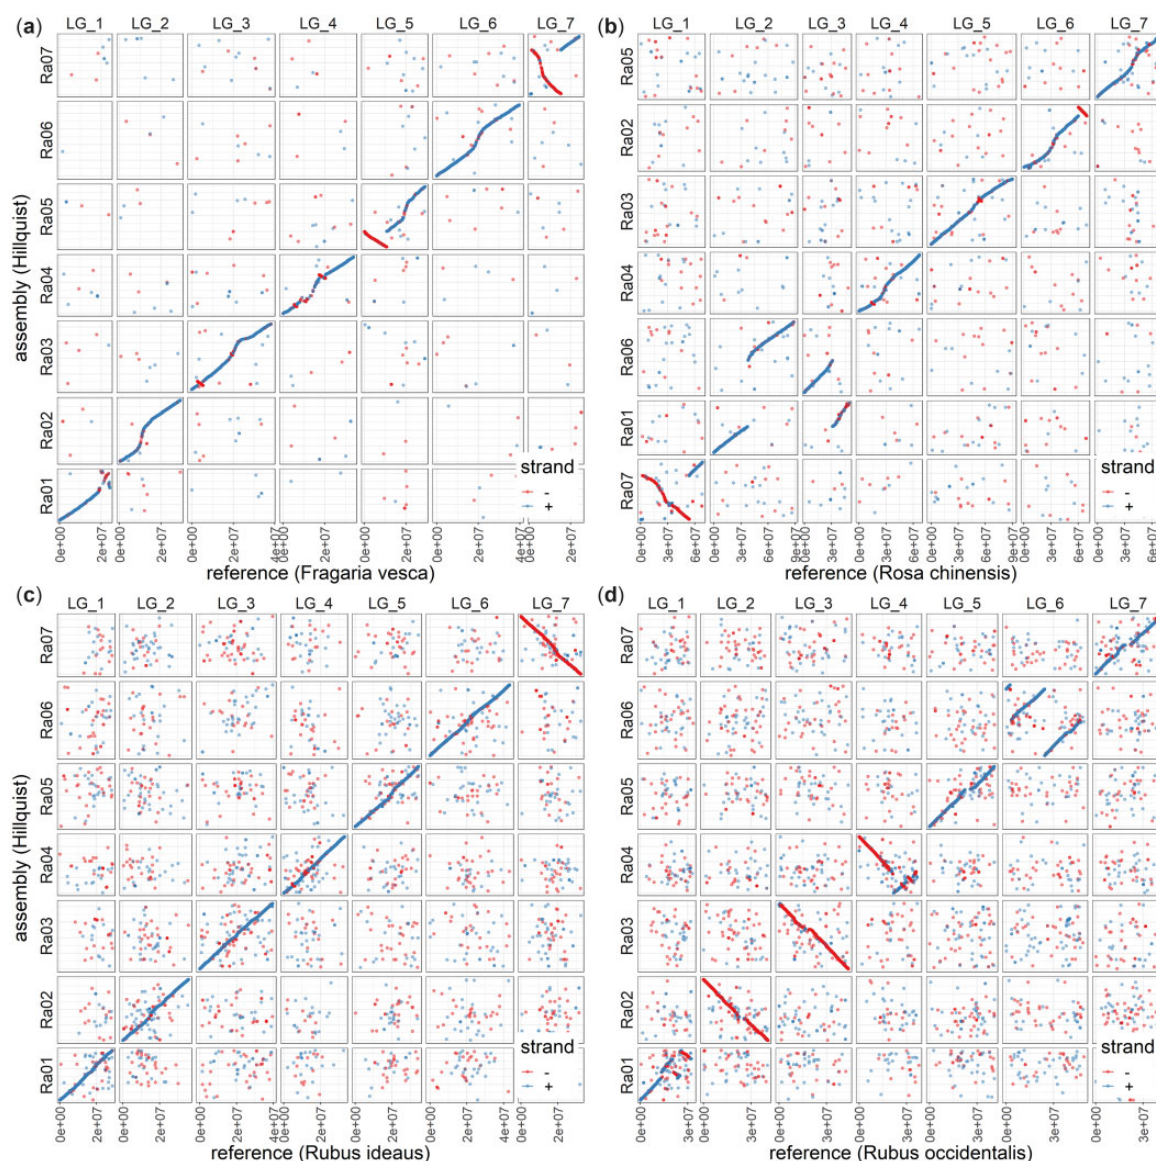 (a) LG_1 LG_2 LG_3 LG_4 LG_5 LG_6 LG_7
Ra07
Ra06
Ra05
Ra04
Ra03
Ra02
Ra01
assembly (Hillquist)
strand
-
+
0e+00 2e+07 0e+00 2e+07 0e+00 2e+07 4e+07 0e+00 2e+07 0e+00 2e+07 0e+00 2e+07 4e+07 0e+00 2e+07
reference (Fragaria vesca)
(b) LG_1 LG_2 LG_3 LG_4 LG_5 LG_6 LG_7
Ra05
Ra02
Ra03
Ra04
Ra06
Ra01
Ra07
strand
-
+
0e+00 3e+07 6e+07 0e+00 3e+07 6e+07 9e+07 0e+00 3e+07 0e+00 3e+07 6e+07 0e+00 3e+07 6e+07 9e+07 0e+00 3e+07 6e+07 0e+00 3e+07 6e+07
reference (Rosa chinensis)
(c) LG_1 LG_2 LG_3 LG_4 LG_5 LG_6 LG_7
Ra07
Ra06
Ra05
Ra04
Ra03
Ra02
Ra01
assembly (Hillquist)
strand
-
+
0e+00 2e+07 0e+00 2e+07 0e+00 2e+07 4e+07 0e+00 2e+07 0e+00 2e+07 0e+00 2e+07 4e+07 0e+00 2e+07
reference (Rubus ideaus)
(d) LG_1 LG_2 LG_3 LG_4 LG_5 LG_6 LG_7
Ra07
Ra06
Ra05
Ra04
Ra03
Ra02
Ra01
strand
-
+
0e+00 3e+07 0e+00 3e+07 0e+00 3e+07 0e+00 3e+07 0e+00 3e+07 0e+00 3e+07 0e+00 3e+07
reference (Rubus occidentalis)